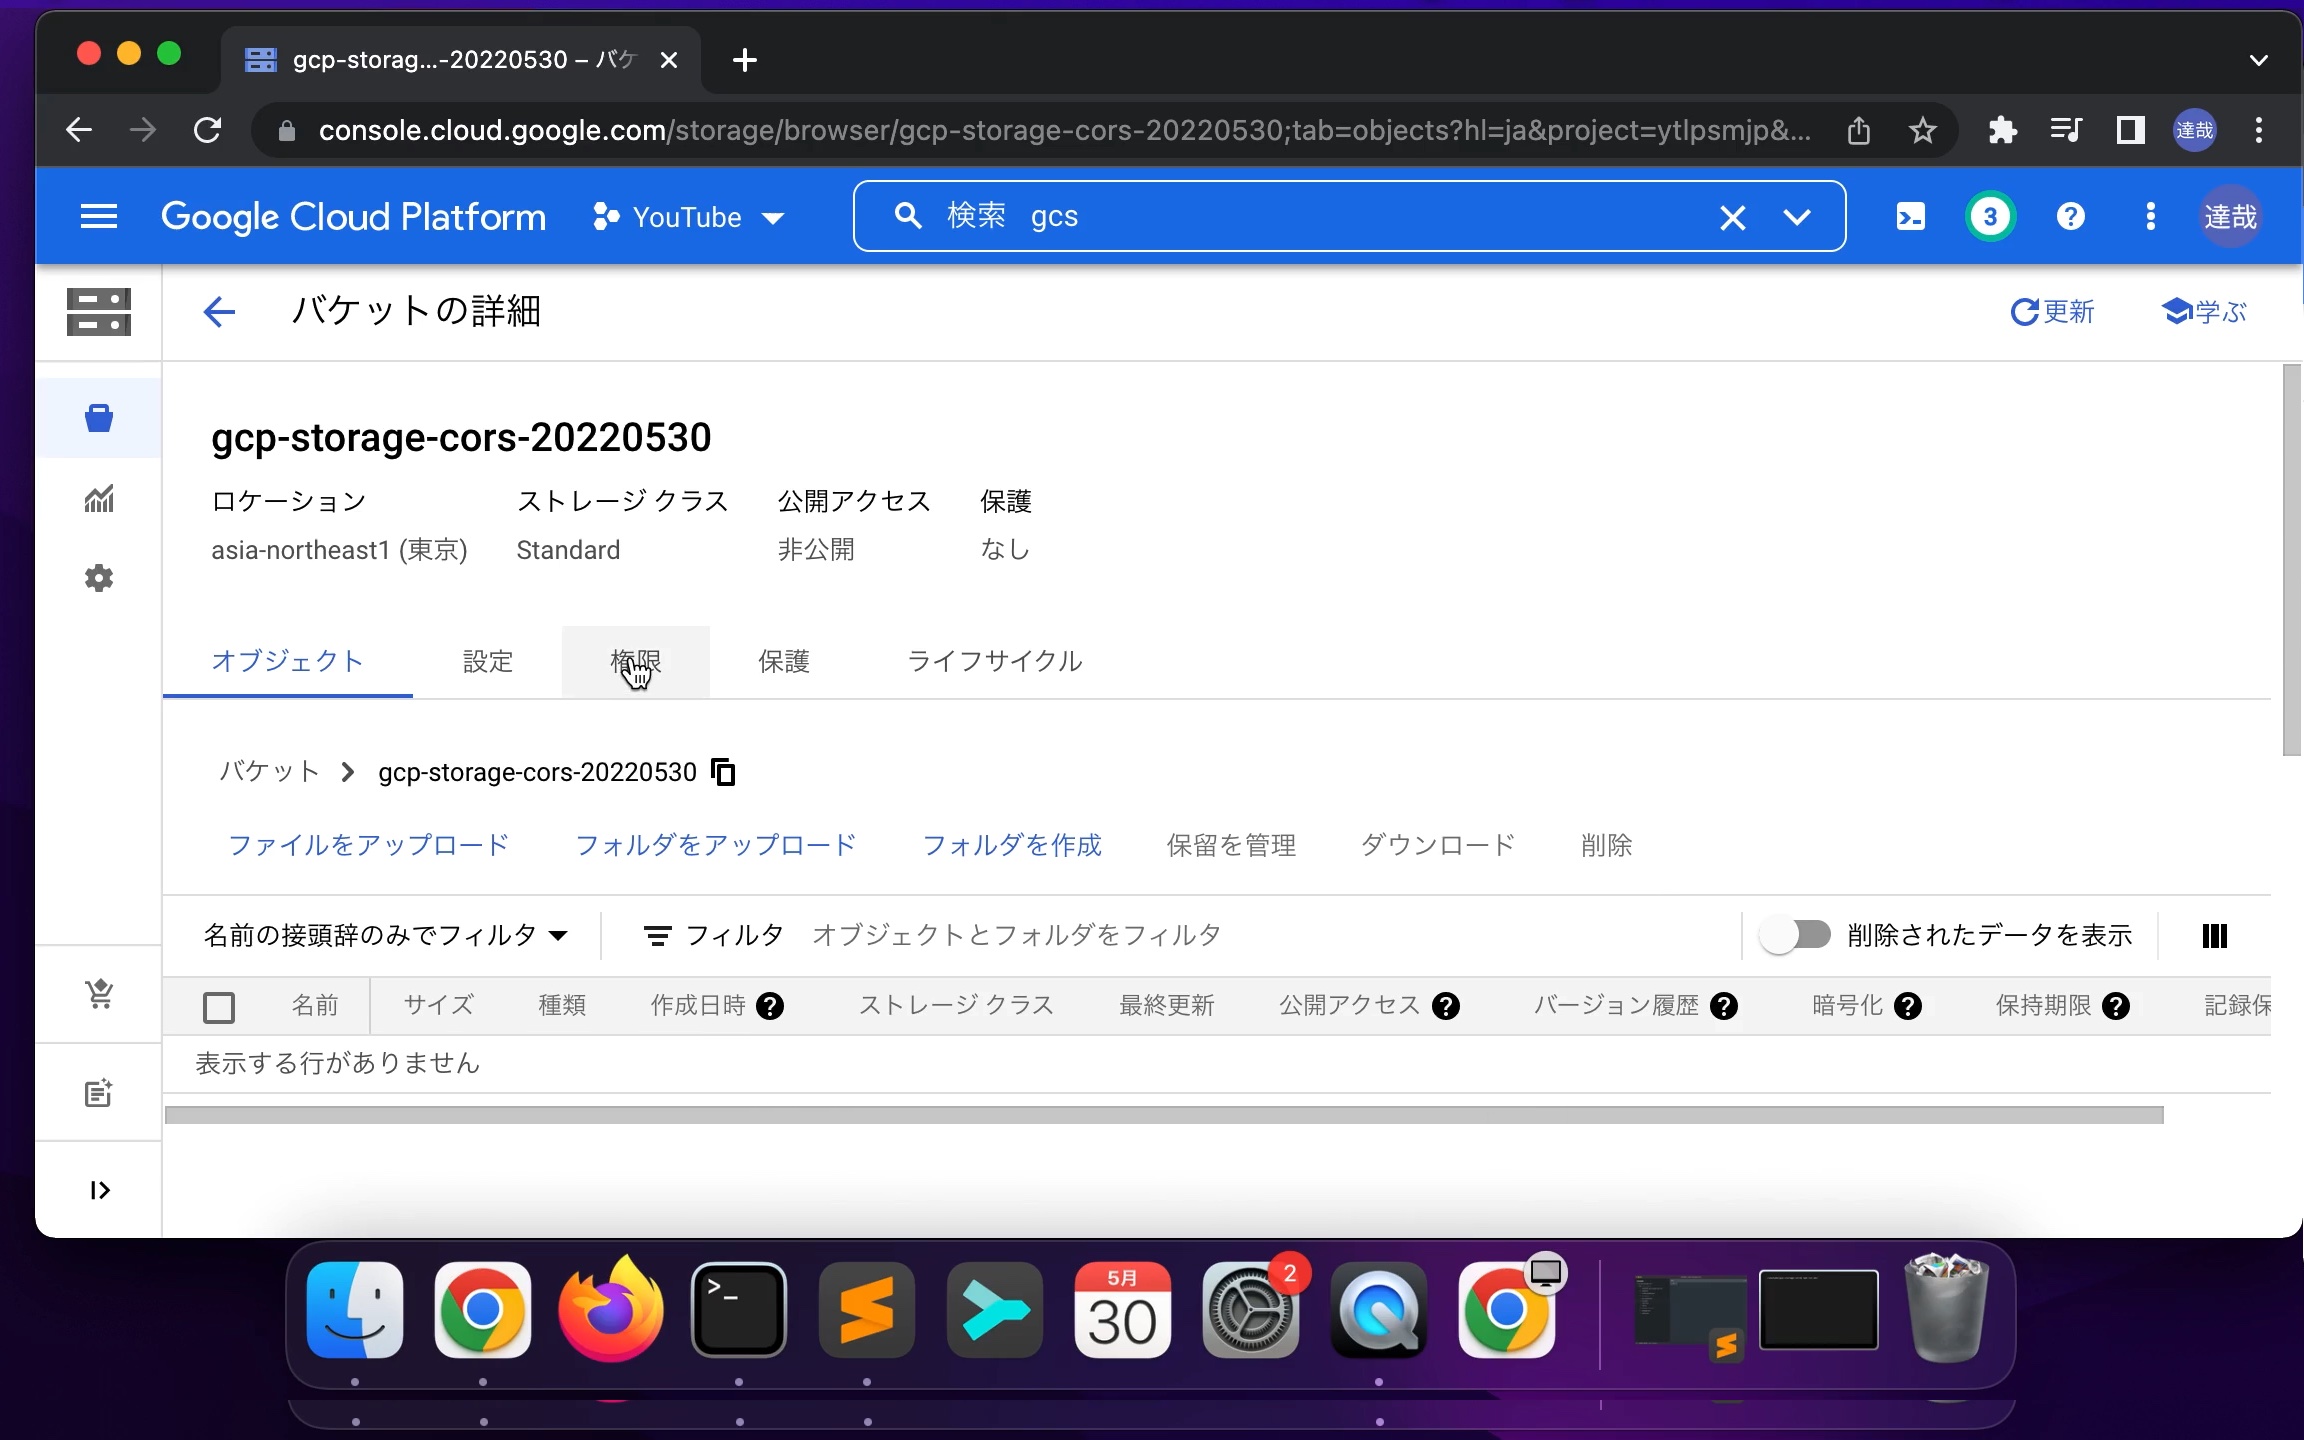 gcp-storag...-20220530 – バケ
console.cloud.google.com/storage/browser/gcp-storage-cors-20220530;tab=objects?hl=ja&project=ytlpsmjp&...
達哉
Google Cloud Platform
YouTube
検索 gcs
3
達哉
バケットの詳細
更新
学ぶ
gcp-storage-cors-20220530
ロケーション ストレージ クラス 公開アクセス 保護
asia-northeast1 (東京) Standard 非公開 なし
オブジェクト 設定 権限 保護 ライフサイクル
バケット gcp-storage-cors-20220530
ファイルをアップロード フォルダをアップロード フォルダを作成 保留を管理 ダウンロード 削除
名前の接頭辞のみでフィルタ フィルタ オブジェクトとフォルダをフィルタ 削除されたデータを表示
名前 サイズ 種類 作成日時 ストレージ クラス 最終更新 公開アクセス バージョン履歴 暗号化 保持期限 記録保
表示する行がありません
5月
30
2